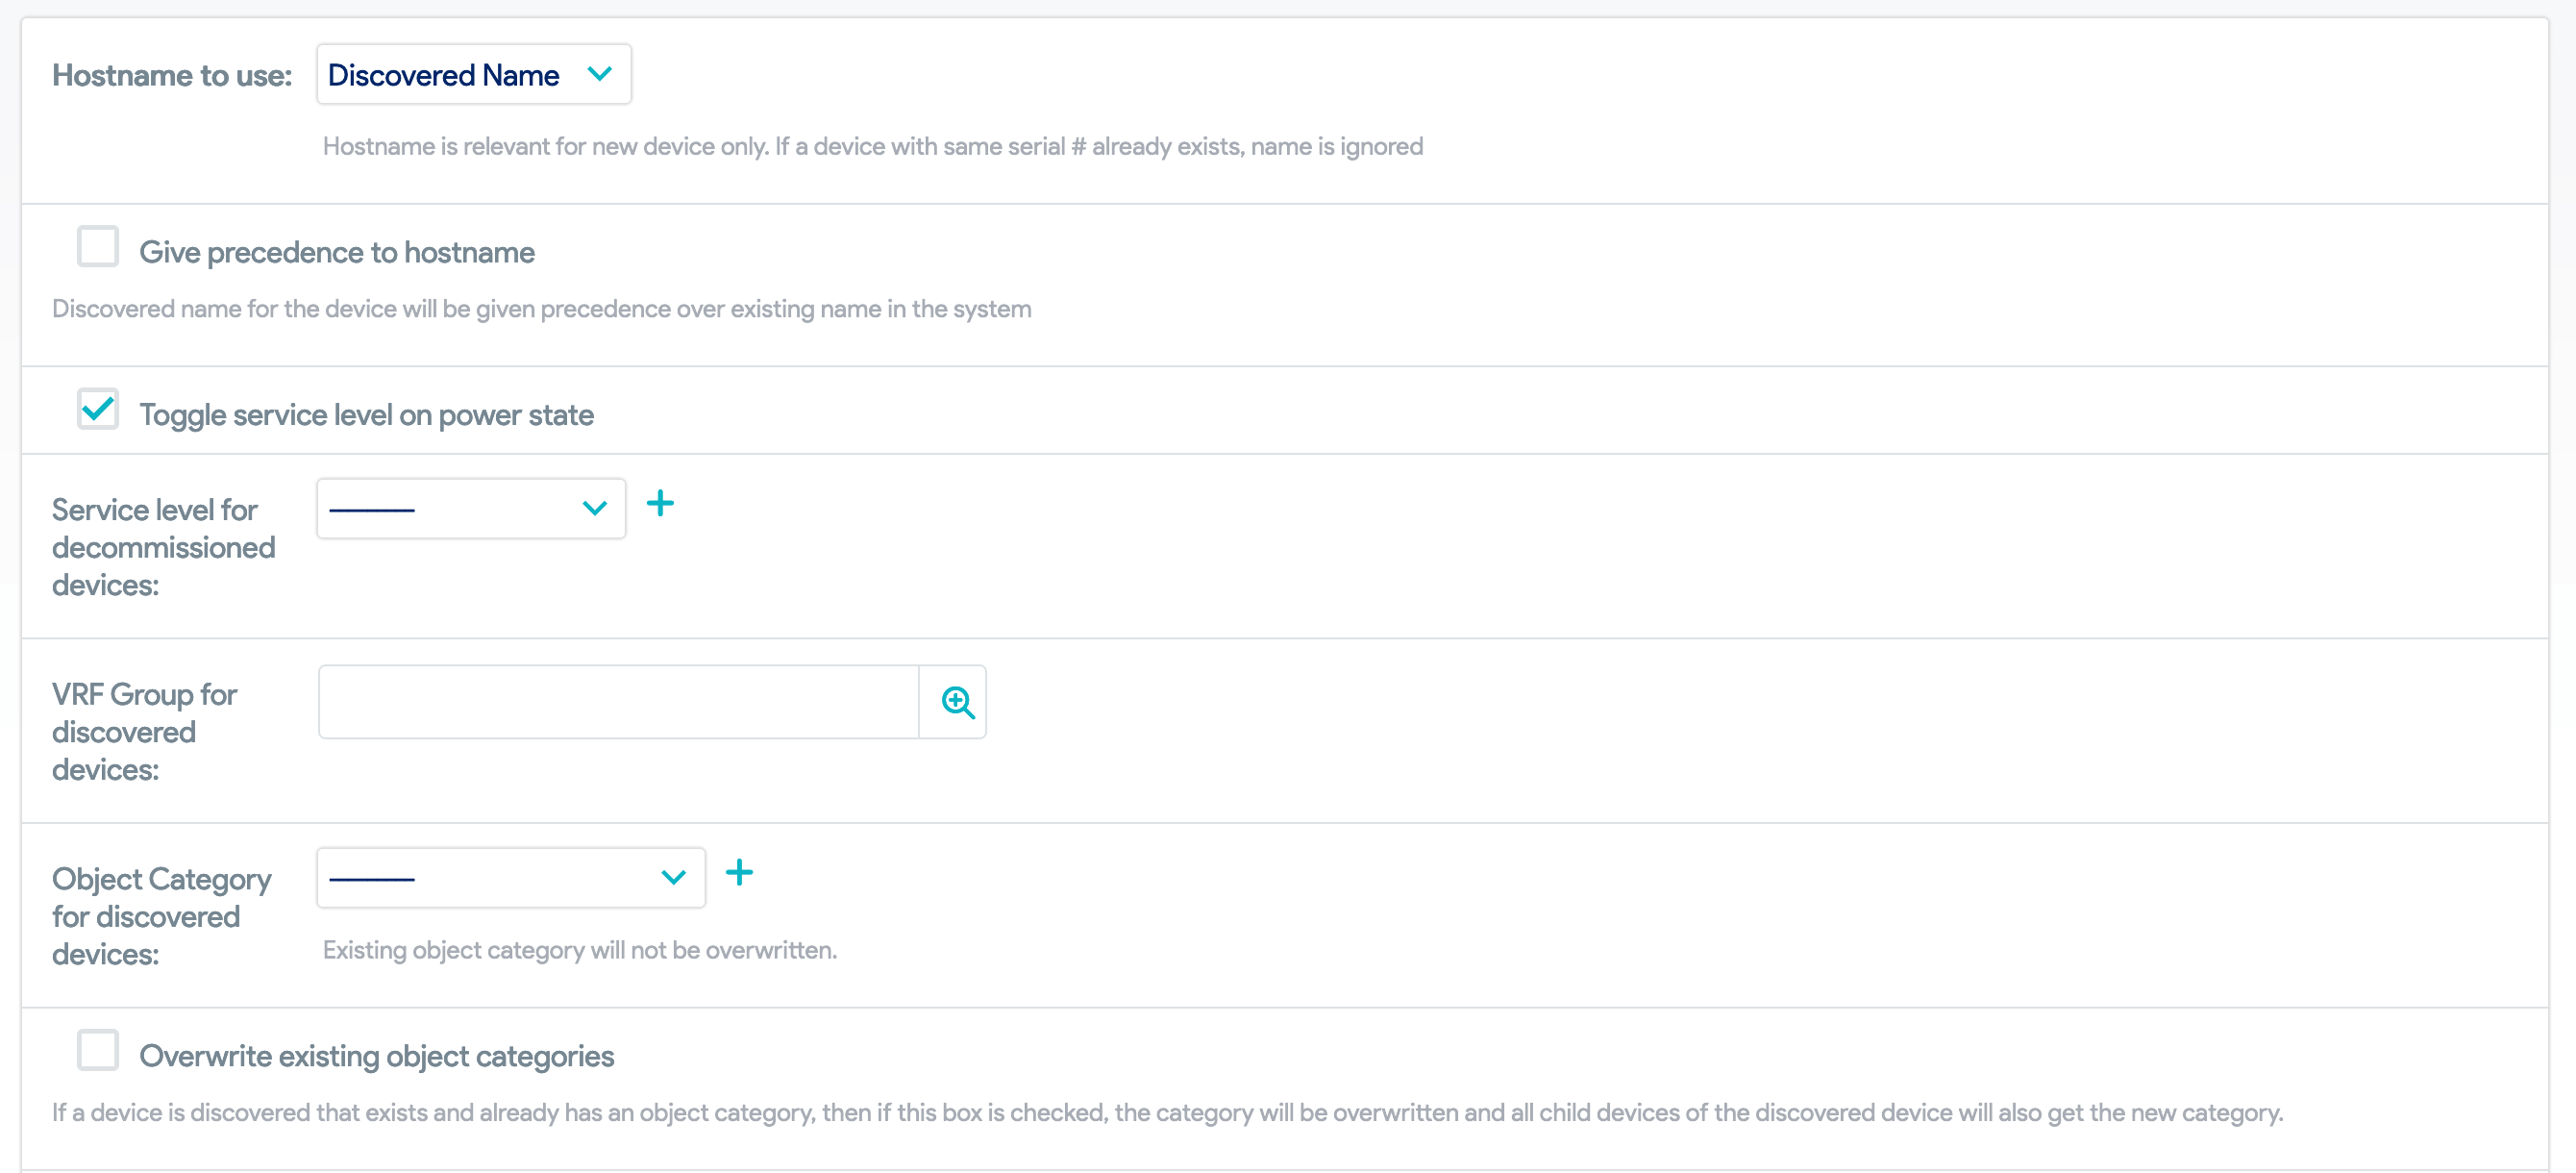 Hostname to use: Discovered Name
Hostname is relevant for new device only. If a device with same serial # already exists, name is ignored
Give precedence to hostname
Discovered name for the device will be given precedence over existing name in the system
Toggle service level on power state
Service level for
decommissioned
devices:
---------
VRF Group for
discovered
devices:
Object Category
for discovered
devices:
---------
Existing object category will not be overwritten.
Overwrite existing object categories
If a device is discovered that exists and already has an object category, then if this box is checked, the category will be overwritten and all child devices of the discovered device will also get the new category.